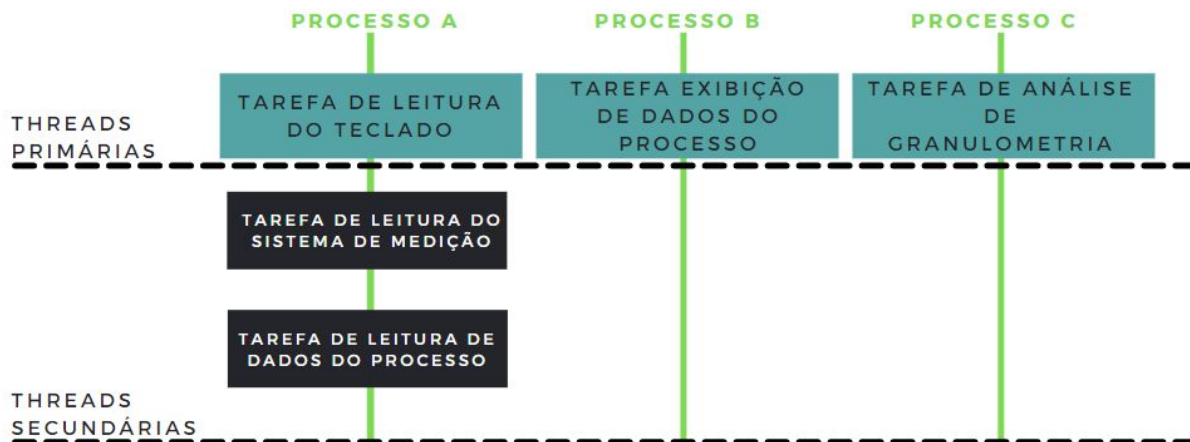 PROCESSO A
PROCESSO B
PROCESSO C
THREADS
PRIMÁRIAS
TAREFA DE LEITURA
DO TECLADO
TAREFA EXIBIÇÃO
DE DADOS DO
PROCESSO
TAREFA DE ANÁLISE
DE
GRANULOMETRIA
TAREFA DE LEITURA DO
SISTEMA DE MEDIÇÃO
TAREFA DE LEITURA DE
DADOS DO PROCESSO
THREADS
SECUNDÁRIAS